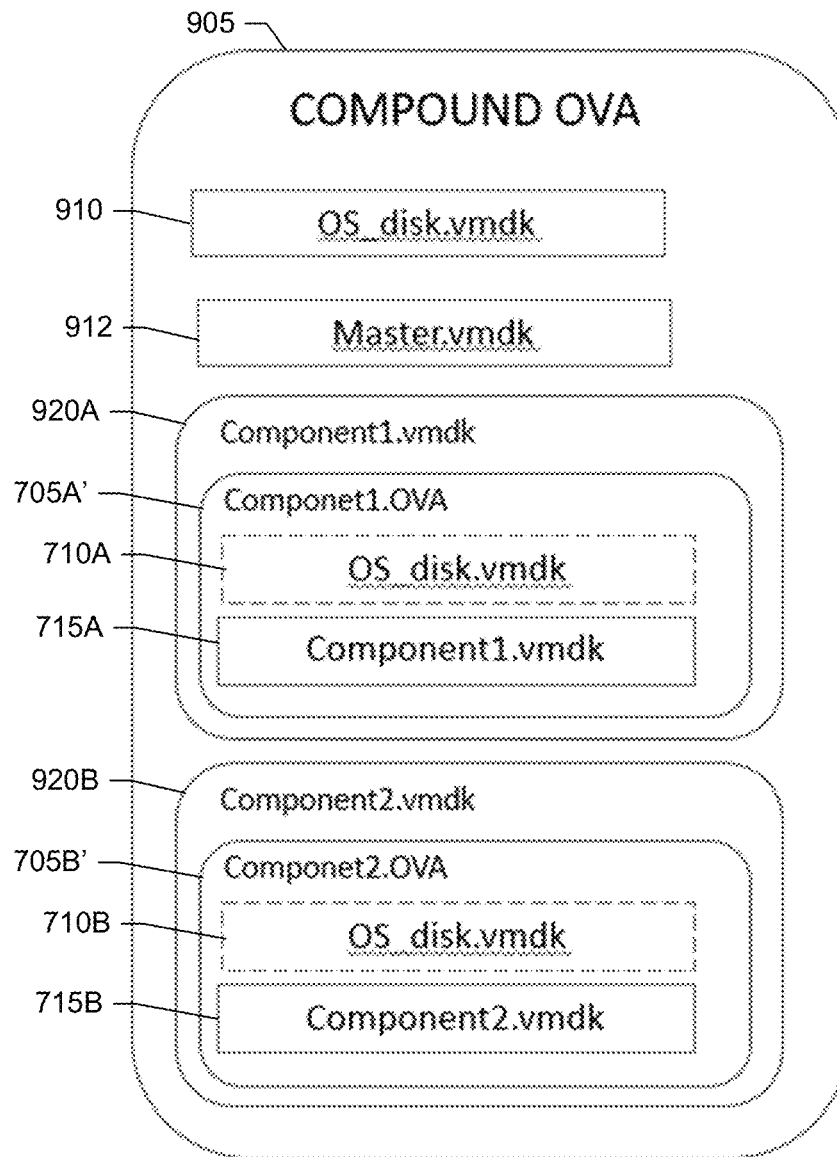 905
COMPOUND OVA
910
OS_disk.vmdk
912
Master.vmdk
920A
Component1.vmdk
705A’
Componet1.OVA
710A
OS_disk.vmdk
715A
Component1.vmdk
920B
Component2.vmdk
705B’
Componet2.OVA
710B
OS_disk.vmdk
715B
Component2.vmdk